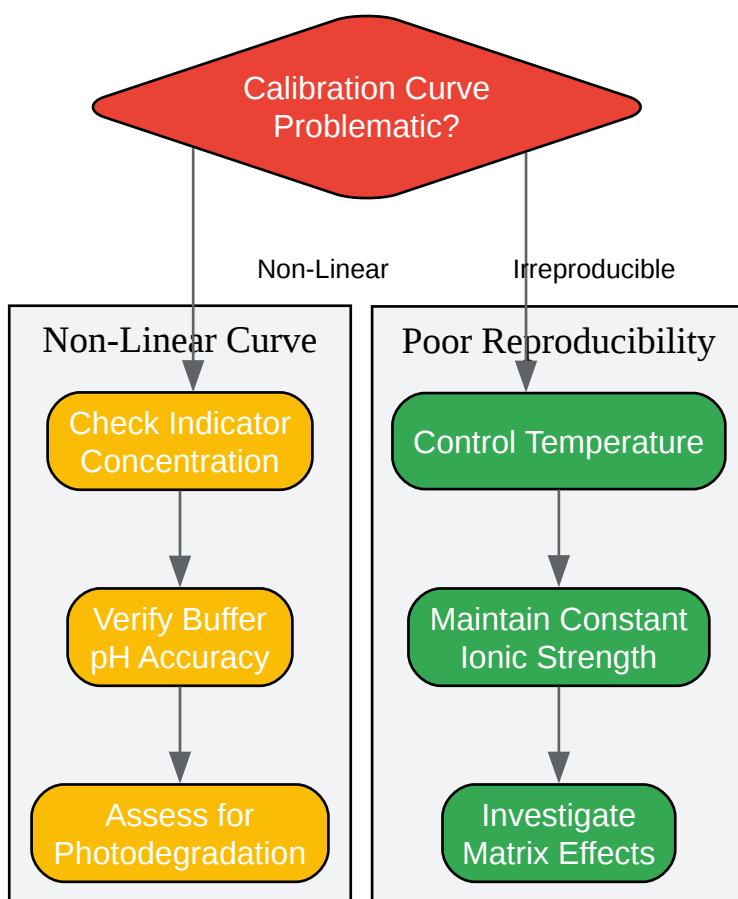 Calibration Curve
Problematic?
Non-Linear
Irreproducible
Non-Linear Curve
Check Indicator
Concentration
Verify Buffer
pH Accuracy
Assess for
Photodegradation
Poor Reproducibility
Control Temperature
Maintain Constant
Ionic Strength
Investigate
Matrix Effects